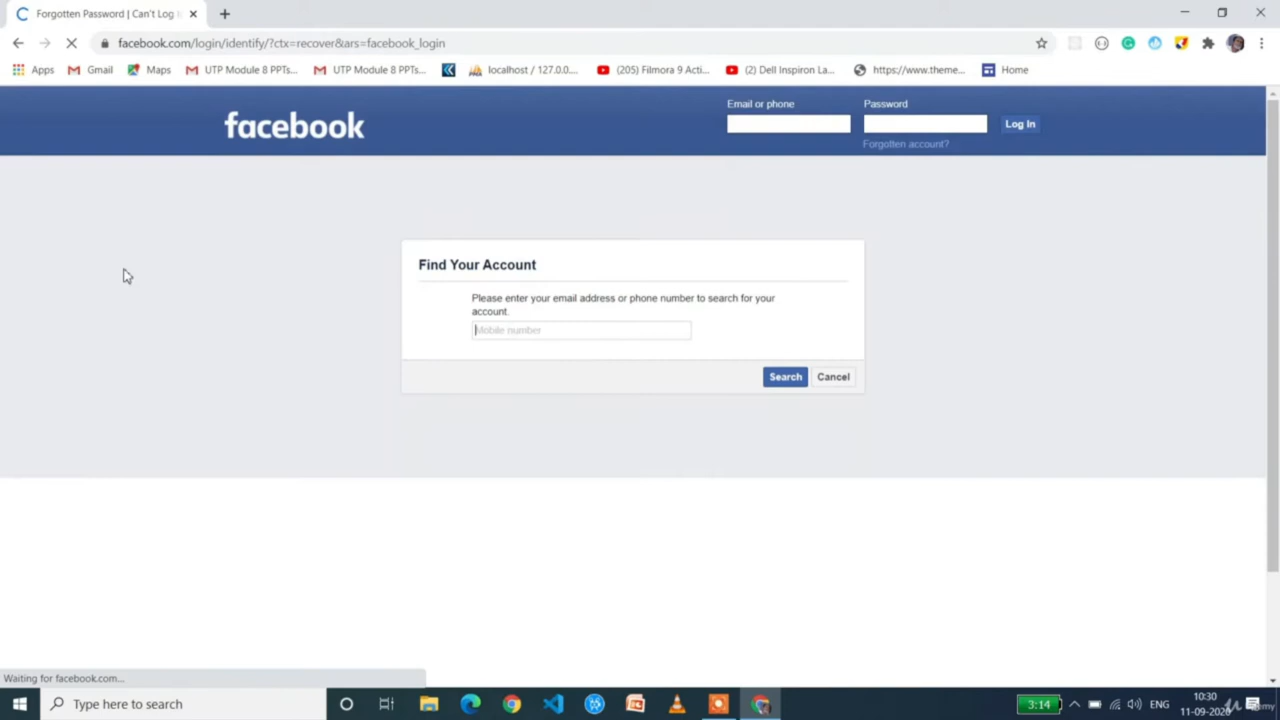 Forgotten Password | Can't Log I
facebook.com/login/identify/?ctx=recover&ars=facebook_login
Apps
Gmail
Maps
UTP Module 8 PPTs...
UTP Module 8 PPTs...
localhost / 127.0.0....
(205) Filmora 9 Acti...
(2) Dell Inspiron La...
https://www.theme...
Home
facebook
Email or phone
Password
Log In
Forgotten account?
Find Your Account
Please enter your email address or phone number to search for your
account.
Mobile number
Search
Cancel
Waiting for facebook.com...
Type here to search
3:14
ENG
10:30
11-09-2020